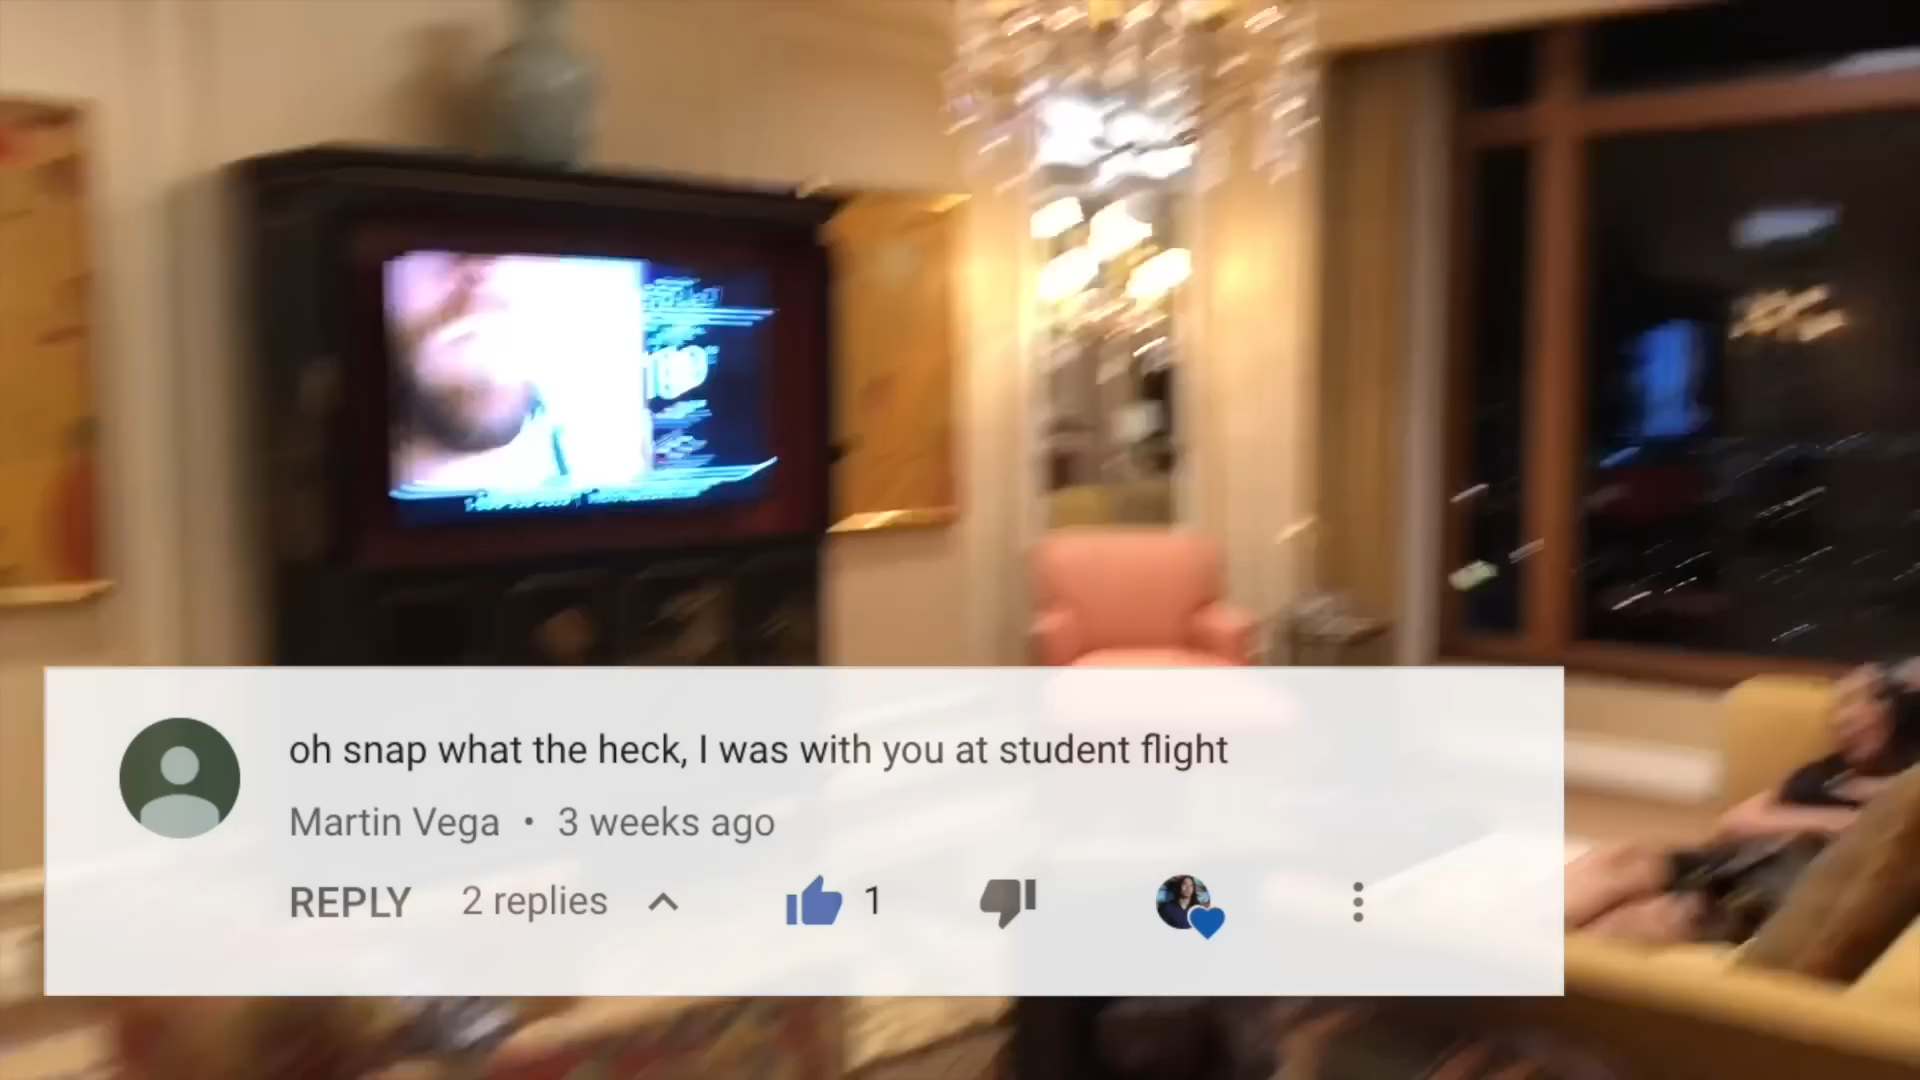 oh snap what the heck, I was with you at student flight
Martin Vega • 3 weeks ago
REPLY 2 replies 1